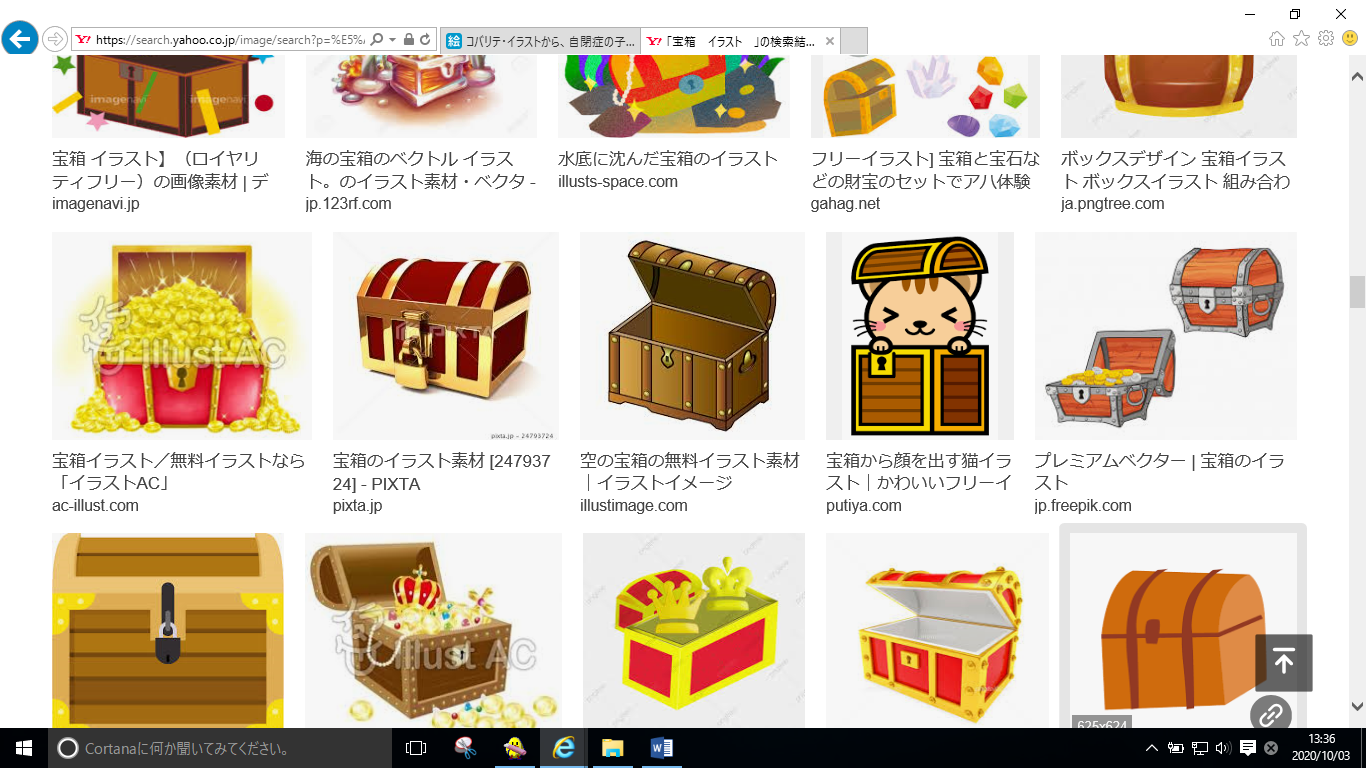 https://search.yahoo.co.jp/image/search?p=%E5%A
コバリテ・イラストから、自閉症の子...
「宝箱　イラスト　」の検索結...
imagenavi
imagenavi
宝箱 イラスト】（ロイヤリ
ティフリー）の画像素材 | デ
imagenavi.jp
海の宝箱のベクトル イラス
ト。のイラスト素材・ベクタ -
jp.123rf.com
水底に沈んだ宝箱のイラスト
illusts-space.com
フリーイラスト] 宝箱と宝石な
どの財宝のセットでアハ体験
gahag.net
ボックスデザイン 宝箱イラス
ト ボックスイラスト 組み合わ
ja.pngtree.com
illust AC
PIXTA
pixta.jp - 24793724
宝箱イラスト／無料イラストなら
「イラストAC」
ac-illust.com
宝箱のイラスト素材 [247937
24] - PIXTA
pixta.jp
空の宝箱の無料イラスト素材
｜イラストイメージ
illustimage.com
宝箱から顔を出す猫イラ
スト｜かわいいフリーイ
putiya.com
プレミアムベクター | 宝箱のイラ
スト
jp.freepik.com
illust AC
625x624
Cortanaに何か聞いてみてください。
13:36
2020/10/03